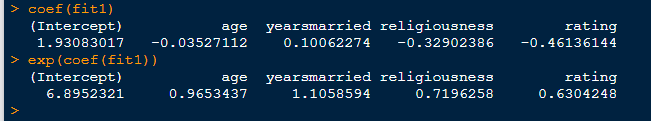 > coef(fit1)
(Intercept) age yearsmarried religiousness rating
1.93083017 -0.03527112 0.10062274 -0.32902386 -0.46136144
> exp(coef(fit1))
(Intercept) age yearsmarried religiousness rating
6.8952321 0.9653437 1.1058594 0.7196258 0.6304248
>